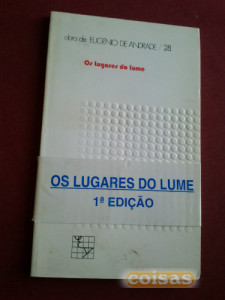 obra de EUGÉNIO DE ANDRADE / 28
Os lugares do lume
OS LUGARES DO LUME
1ª EDIÇÃO
coisas